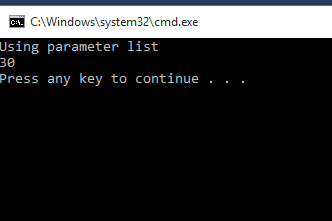 C:\Windows\system32\cmd.exe
Using parameter list
30
Press any key to continue . . .